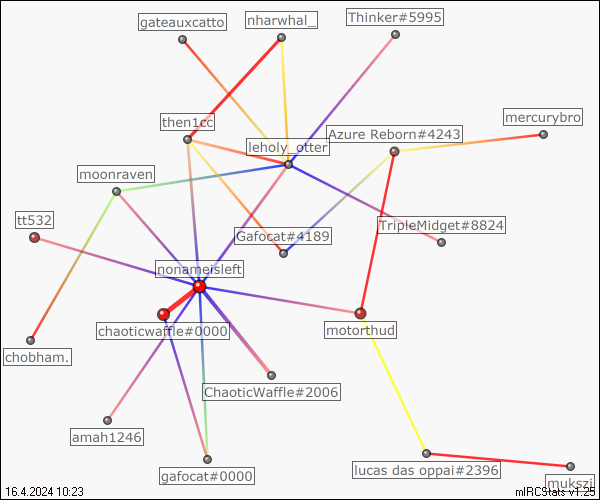 gateauxcatto
nharwhal_
Thinker#5995
then1cc
leholy_otter
Azure Reborn#4243
mercurybro
moonraven
tt532
Gafocat#4189
TripleMidget#8824
nonameisleft
chaoticwaffle#0000
motorthud
chobham.
ChaoticWaffle#2006
amah1246
gafocat#0000
lucas das oppai#2396
mukszi
16.4.2024 10:23
mIRCStats v1.25